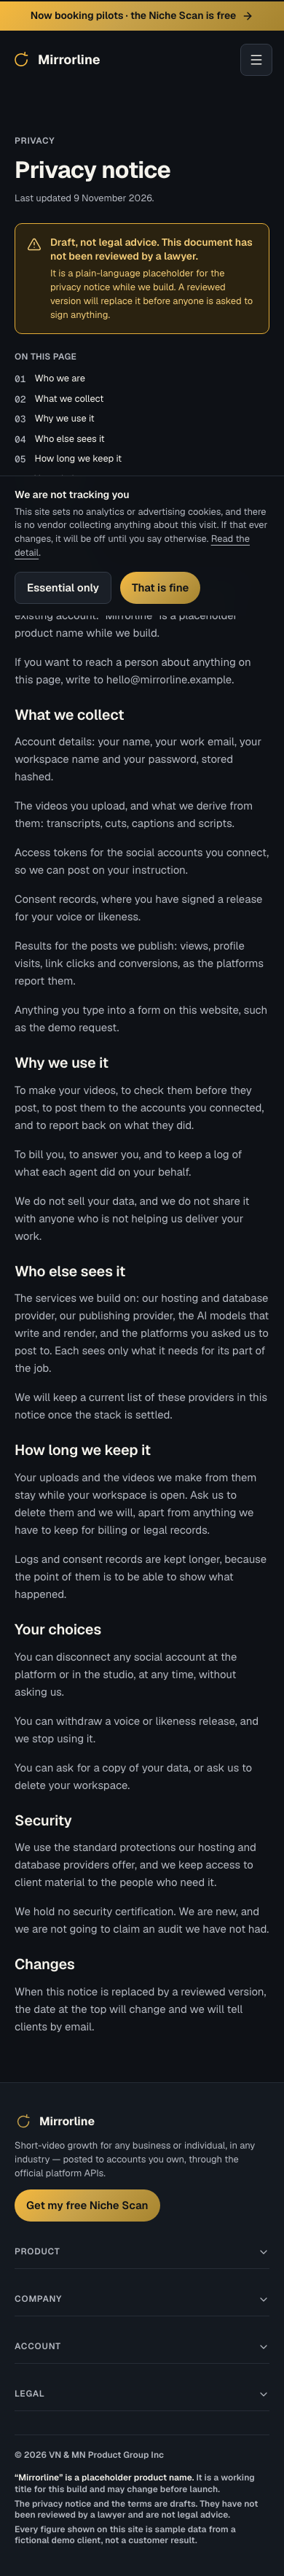 Now booking pilots · the Niche Scan is free →
Mirrorline
PRIVACY
Privacy notice
Last updated 9 November 2026.
Draft, not legal advice. This document has
not been reviewed by a lawyer.
It is a plain-language placeholder for the
privacy notice while we build. A reviewed
version will replace it before anyone is asked to
sign anything.
ON THIS PAGE
01 Who we are
02 What we collect
03 Why we use it
04 Who else sees it
05 How long we keep it
We are not tracking you
This site sets no analytics or advertising cookies, and there
is no vendor collecting anything about this visit. If that ever
changes, it will be off until you say otherwise. Read the
detail.
Essential only
That is fine
existing account. "Mirrorline" is a placeholder
product name while we build.
If you want to reach a person about anything on
this page, write to hello@mirrorline.example.
What we collect
Account details: your name, your work email, your
workspace name and your password, stored
hashed.
The videos you upload, and what we derive from
them: transcripts, cuts, captions and scripts.
Access tokens for the social accounts you connect,
so we can post on your instruction.
Consent records, where you have signed a release
for your voice or likeness.
Results for the posts we publish: views, profile
visits, link clicks and conversions, as the platforms
report them.
Anything you type into a form on this website, such
as the demo request.
Why we use it
To make your videos, to check them before they
post, to post them to the accounts you connected,
and to report back on what they did.
To bill you, to answer you, and to keep a log of
what each agent did on your behalf.
We do not sell your data, and we do not share it
with anyone who is not helping us deliver your
work.
Who else sees it
The services we build on: our hosting and database
provider, our publishing provider, the AI models that
write and render, and the platforms you asked us to
post to. Each sees only what it needs for its part of
the job.
We will keep a current list of these providers in this
notice once the stack is settled.
How long we keep it
Your uploads and the videos we make from them
stay while your workspace is open. Ask us to
delete them and we will, apart from anything we
have to keep for billing or legal records.
Logs and consent records are kept longer, because
the point of them is to be able to show what
happened.
Your choices
You can disconnect any social account at the
platform or in the studio, at any time, without
asking us.
You can withdraw a voice or likeness release, and
we stop using it.
You can ask for a copy of your data, or ask us to
delete your workspace.
Security
We use the standard protections our hosting and
database providers offer, and we keep access to
client material to the people who need it.
We hold no security certification. We are new, and
we are not going to claim an audit we have not had.
Changes
When this notice is replaced by a reviewed version,
the date at the top will change and we will tell
clients by email.
Mirrorline
Short-video growth for any business or individual, in any
industry — posted to accounts you own, through the
official platform APIs.
Get my free Niche Scan
PRODUCT
COMPANY
ACCOUNT
LEGAL
© 2026 VN & MN Product Group Inc
“Mirrorline” is a placeholder product name. It is a working
title for this build and may change before launch.
The privacy notice and the terms are drafts. They have not
been reviewed by a lawyer and are not legal advice.
Every figure shown on this site is sample data from a
fictional demo client, not a customer result.